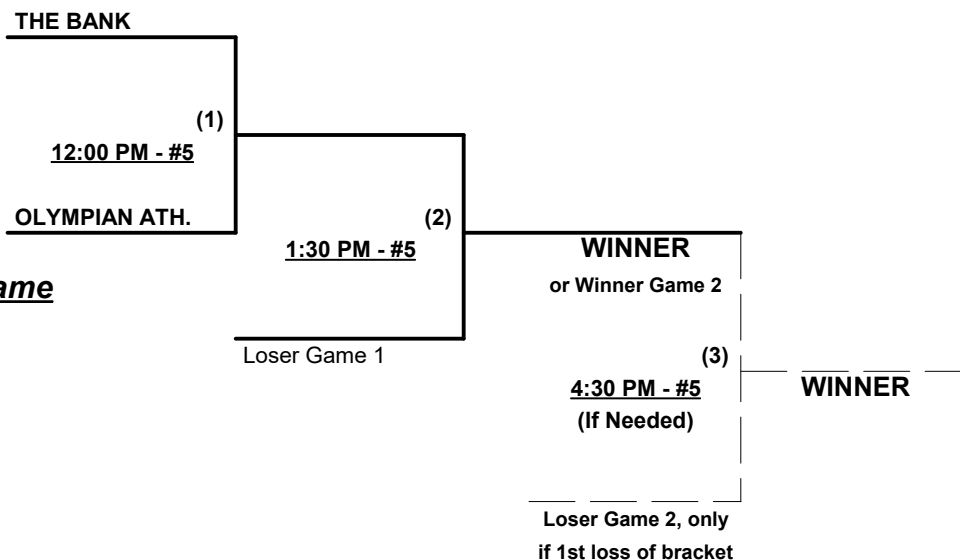 THE BANK
(1)
12:00 PM - #5
OLYMPIAN ATH.
(2)
1:30 PM - #5
WINNER
or Winner Game 2
Loser Game 1
(3)
4:30 PM - #5
(If Needed)
WINNER
Loser Game 2, only
if 1st loss of bracket